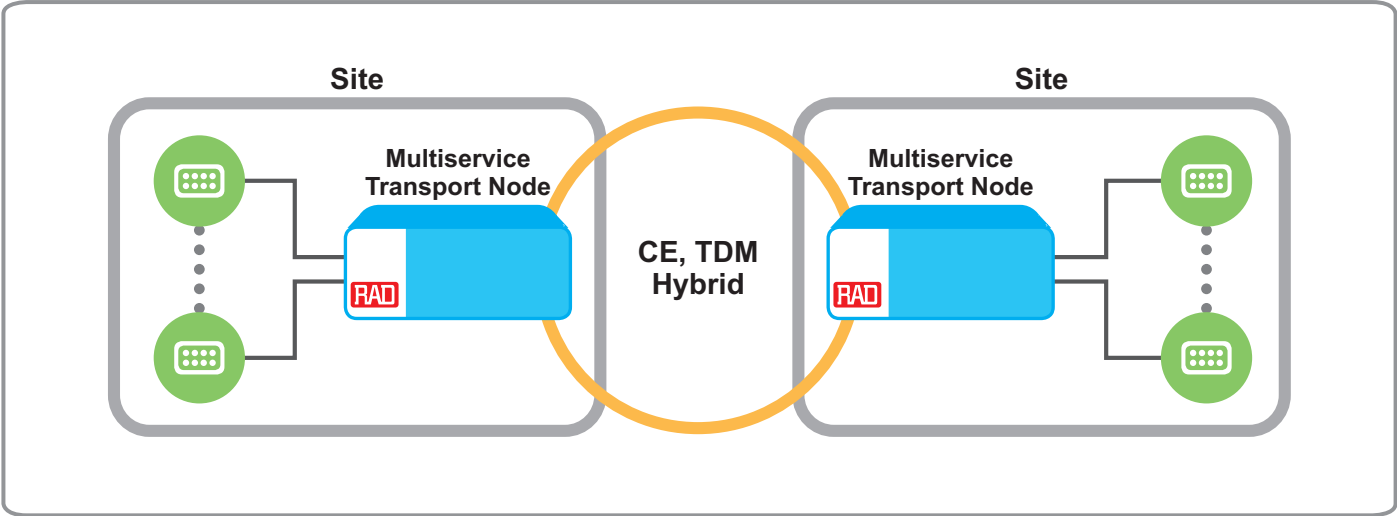 Site
Site
Multiservice
Transport Node
Multiservice
Transport Node
CE, TDM
Hybrid
RAD
RAD